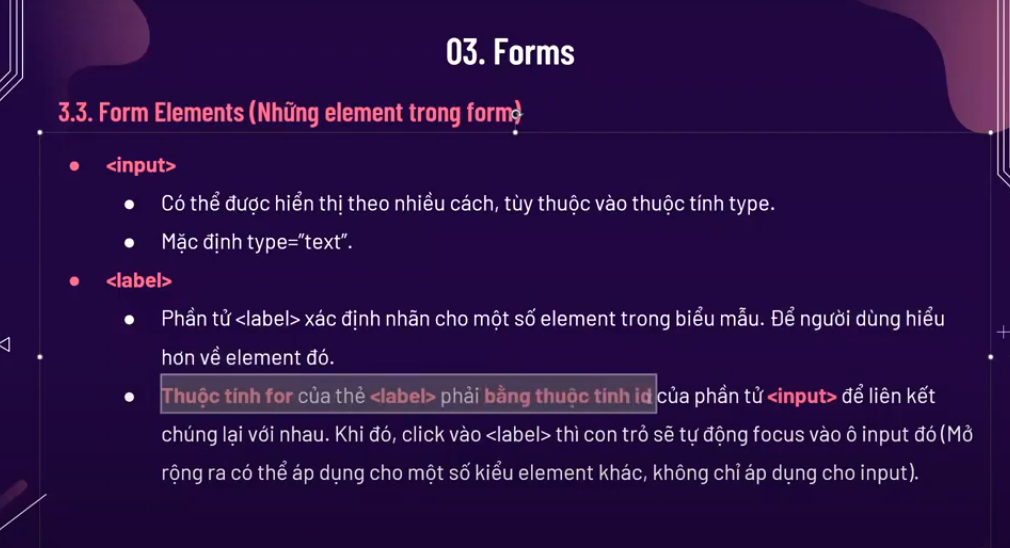 03. Forms
3.3. Form Elements (Những element trong form)
<input>
Có thể được hiển thị theo nhiều cách, tùy thuộc vào thuộc tính type.
Mặc định type=”text”.
<label>
Phần tử <label> xác định nhãn cho một số element trong biểu mẫu. Để người dùng hiểu
hơn về element đó.
Thuộc tính for của thẻ <label> phải bằng thuộc tính id của phần tử <input> để liên kết
chúng lại với nhau. Khi đó, click vào <label> thì con trỏ sẽ tự động focus vào ô input đó (Mở
rộng ra có thể áp dụng cho một số kiểu element khác, không chỉ áp dụng cho input).